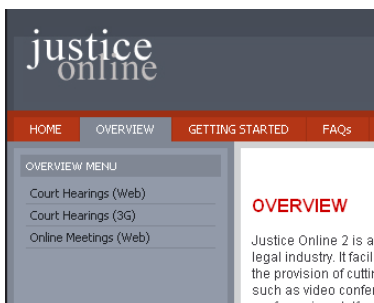 justice
online
HOME OVERVIEW GETTING STARTED FAQs
OVERVIEW MENU
Court Hearings (Web)
Court Hearings (3G)
Online Meetings (Web)
OVERVIEW
Justice Online 2 is a
legal industry. It facil
the provision of cuttin
such as video confer